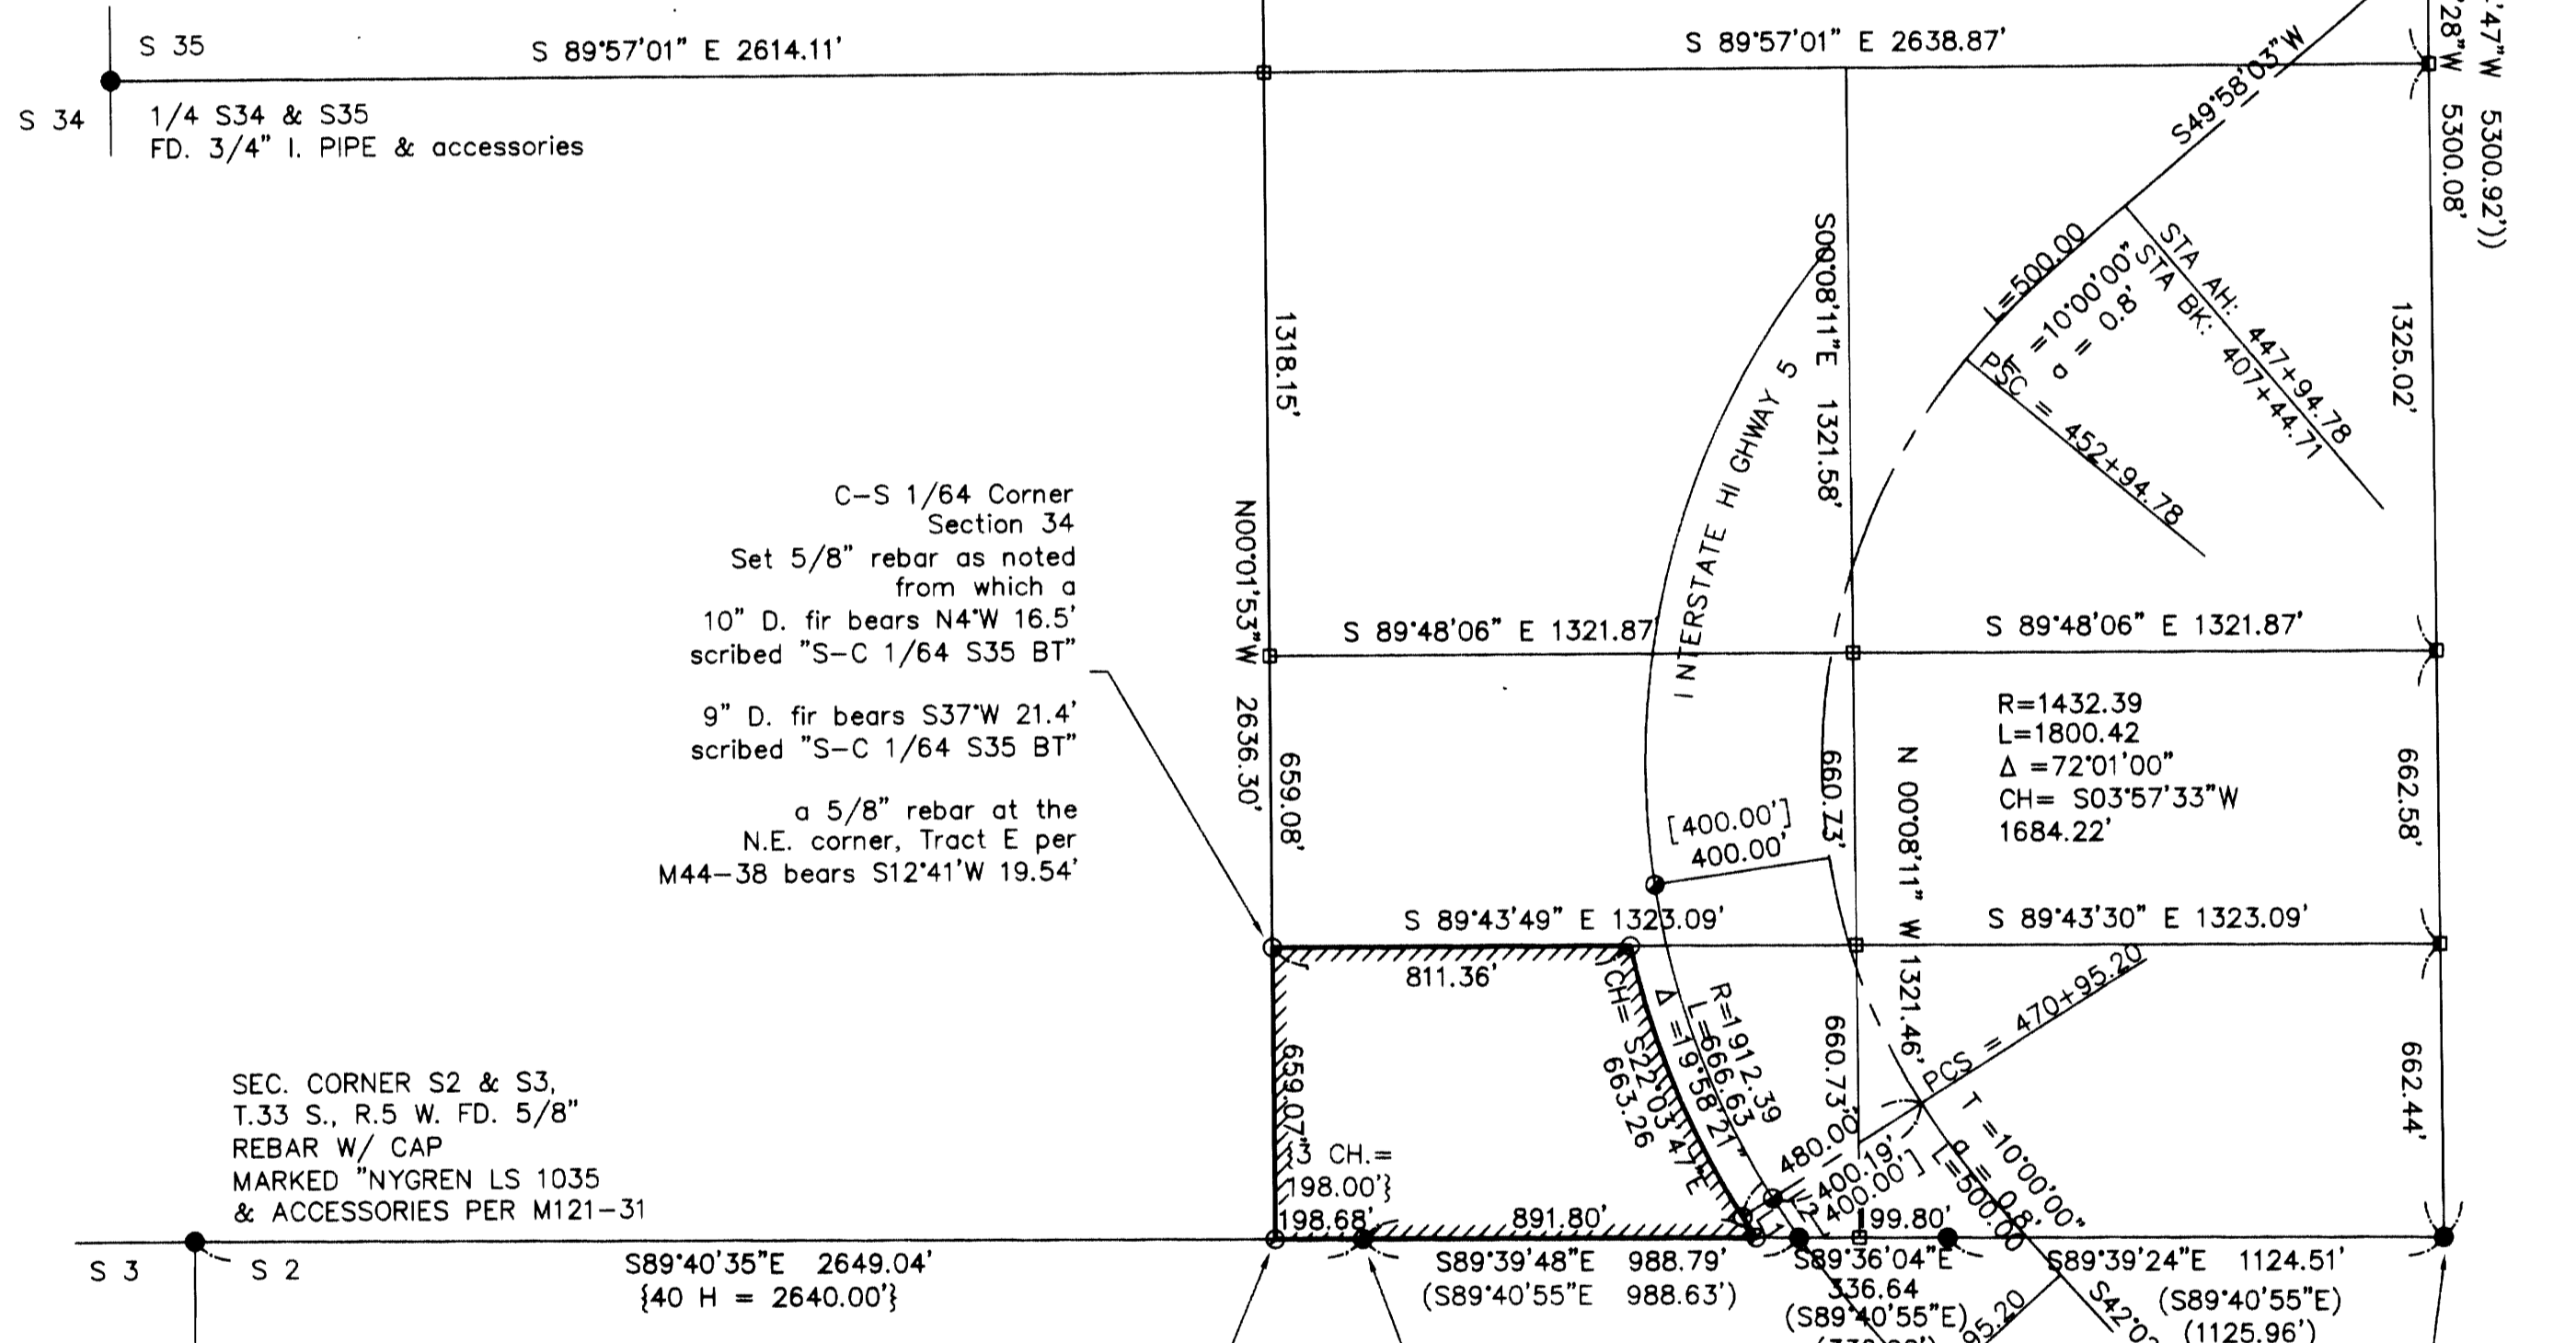 S 35
S 89°57'01" E 2614.11'
S 89°57'01" E 2638.87'
S 34
1/4 S34 & S35
FD. 3/4" I. PIPE & accessories
S49°58'03"W
'28"W 5300.08'
'47"W 5300.92'))
1318.15'
N00°01'53"W 2636.30'
S00°08'11"E 1321.58'
INTERSTATE HIGHWAY 5
L=500.00
T =10°00'00"
a = 0.8'
STA AH: 447+94.78
STA BK: 407+44.71
PSC = 452+94.78
1325.02'
C-S 1/64 Corner
Section 34
Set 5/8" rebar as noted
from which a
10" D. fir bears N4°W 16.5'
scribed "S-C 1/64 S35 BT"
9" D. fir bears S37°W 21.4'
scribed "S-C 1/64 S35 BT"
a 5/8" rebar at the
N.E. corner, Tract E per
M44-38 bears S12°41'W 19.54'
S 89°48'06" E 1321.87'
S 89°48'06" E 1321.87'
R=1432.39
L=1800.42
Δ =72°01'00"
CH= S03°57'33"W
1684.22'
659.08'
660.73'
N 00°08'11" W 1321.46'
662.58'
[400.00']
400.00'
S 89°43'49" E 1323.09'
S 89°43'30" E 1323.09'
811.36'
R=1912.39
L=666.63
Δ =19°58'21"
CH= S22°03'47"E
663.26
660.73'
PCS = 470+95.20
T =10°00'00"
a = 0.8'
L=500.00
662.44'
659.07'
{3 CH.=
198.00'}
198.68'
891.80'
480.00'
400.19'
400.00']
L1
L2
199.80'
SEC. CORNER S2 & S3,
T.33 S., R.5 W. FD. 5/8"
REBAR W/ CAP
MARKED "NYGREN LS 1035
& ACCESSORIES PER M121-31
S 3
S 2
S89°40'35"E 2649.04'
{40 H = 2640.00'}
S89°39'48"E 988.79'
(S89°40'55"E 988.63')
S89°36'04"E
336.64
(S89°40'55"E)
S89°39'24"E 1124.51'
(S89°40'55"E)
(1125.96')
95.20